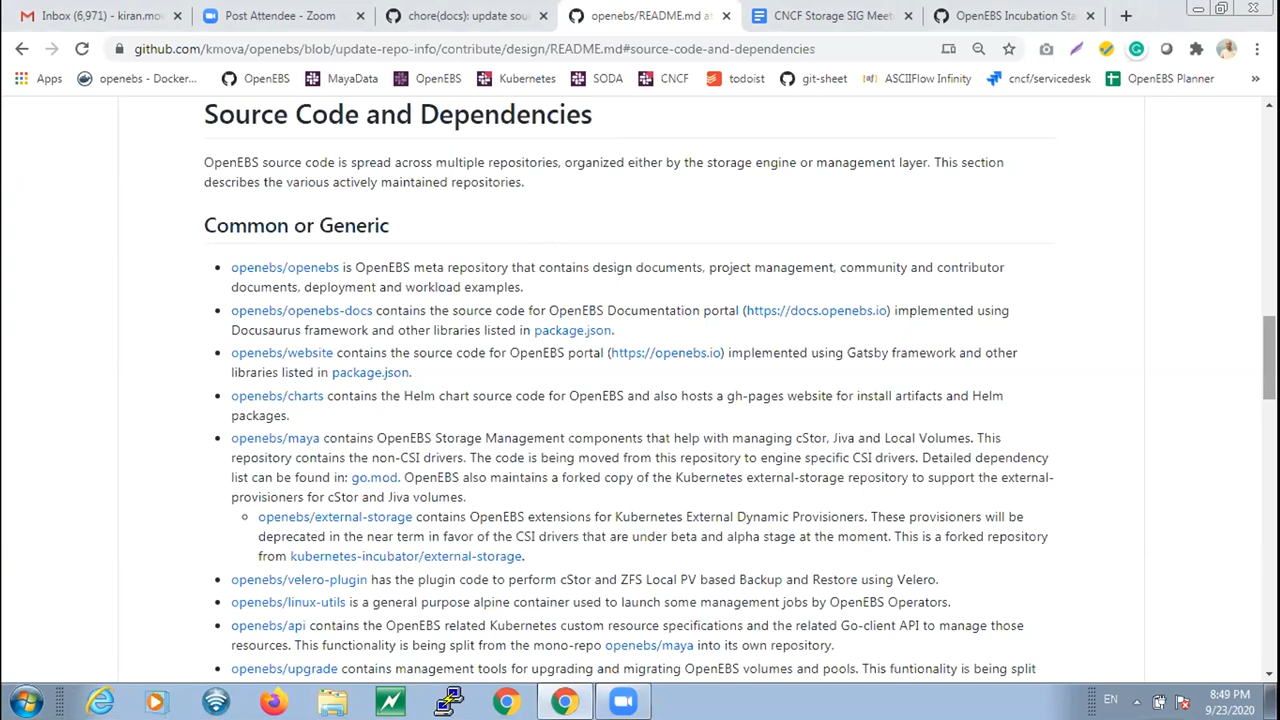 Inbox (6,971) - kiran.mov
Post Attendee - Zoom
chore(docs): update sou
openebs/README.md at
CNCF Storage SIG Meet
OpenEBS Incubation Sta
github.com/kmova/openebs/blob/update-repo-info/contribute/design/README.md#source-code-and-dependencies
Apps
openebs - Docker...
OpenEBS
MayaData
OpenEBS
Kubernetes
SODA
CNCF
todoist
git-sheet
ASCIIFlow Infinity
cncf/servicedesk
OpenEBS Planner
Source Code and Dependencies
OpenEBS source code is spread across multiple repositories, organized either by the storage engine or management layer. This section
describes the various actively maintained repositories.
Common or Generic
openebs/openebs is OpenEBS meta repository that contains design documents, project management, community and contributor
documents, deployment and workload examples.
openebs/openebs-docs contains the source code for OpenEBS Documentation portal (https://docs.openebs.io) implemented using
Docusaurus framework and other libraries listed in package.json.
openebs/website contains the source code for OpenEBS portal (https://openebs.io) implemented using Gatsby framework and other
libraries listed in package.json.
openebs/charts contains the Helm chart source code for OpenEBS and also hosts a gh-pages website for install artifacts and Helm
packages.
openebs/maya contains OpenEBS Storage Management components that help with managing cStor, Jiva and Local Volumes. This
repository contains the non-CSI drivers. The code is being moved from this repository to engine specific CSI drivers. Detailed dependency
list can be found in: go.mod. OpenEBS also maintains a forked copy of the Kubernetes external-storage repository to support the external-
provisioners for cStor and Jiva volumes.
openebs/external-storage contains OpenEBS extensions for Kubernetes External Dynamic Provisioners. These provisioners will be
deprecated in the near term in favor of the CSI drivers that are under beta and alpha stage at the moment. This is a forked repository
from kubernetes-incubator/external-storage.
openebs/velero-plugin has the plugin code to perform cStor and ZFS Local PV based Backup and Restore using Velero.
openebs/linux-utils is a general purpose alpine container used to launch some management jobs by OpenEBS Operators.
openebs/api contains the OpenEBS related Kubernetes custom resource specifications and the related Go-client API to manage those
resources. This functionality is being split from the mono-repo openebs/maya into its own repository.
openebs/upgrade contains management tools for upgrading and migrating OpenEBS volumes and pools. This funtionality is being split
EN
8:49 PM
9/23/2020